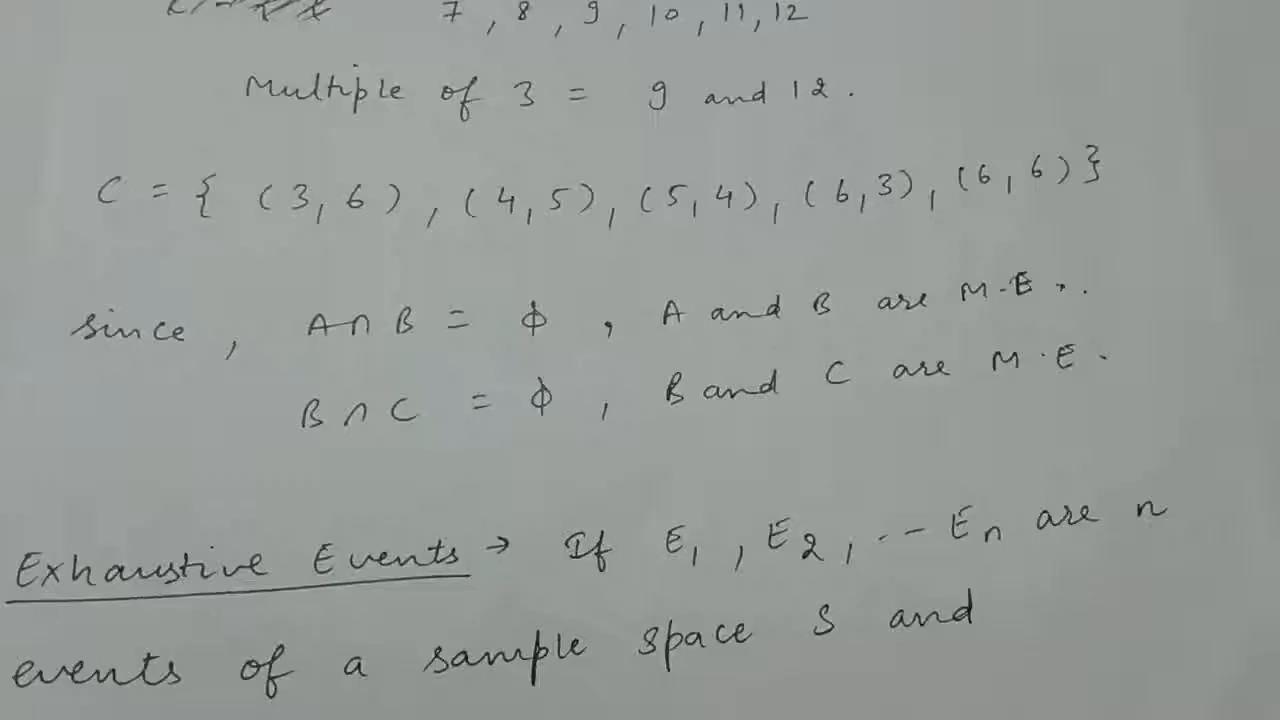 7, 8, 9, 10, 11, 12
Multiple of 3 = 9 and 12.
C = { (3,6), (4,5), (5,4), (6,3), (6,6)}
since, A∩B = ϕ, A and B are M.E..
B∩C = ϕ, B and C are M.E.
Exhaustive Events → If E1, E2, .-- En are n
events of a sample space S and